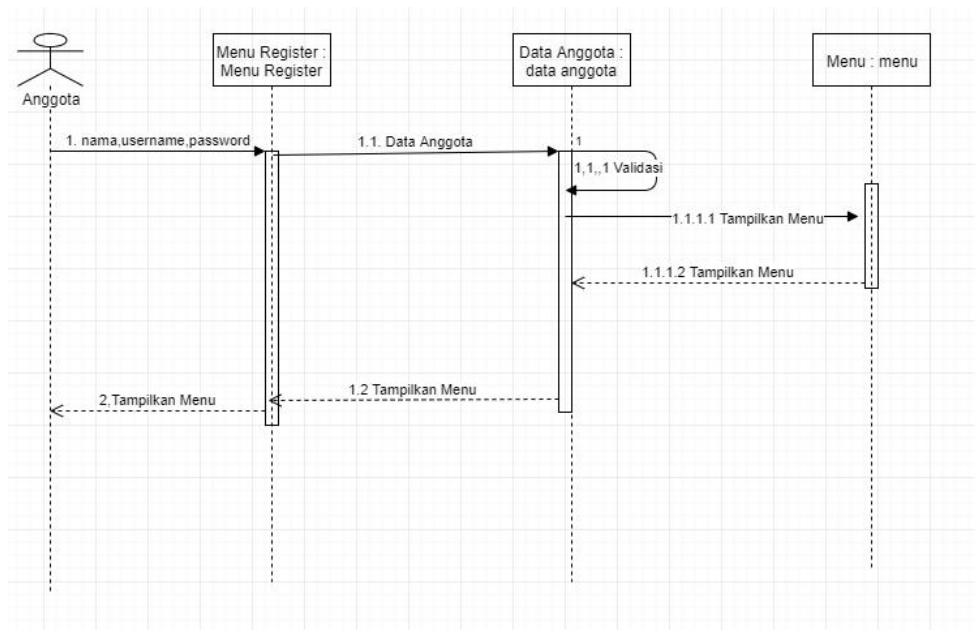 Menu Register :
Menu Register
Data Anggota :
data anggota
Menu : menu
Anggota
1. nama,username,password
1.1. Data Anggota
1
1,1,,1 Validasi
1.1.1.1 Tampilkan Menu
1.1.1.2 Tampilkan Menu
1.2 Tampilkan Menu
2,Tampilkan Menu